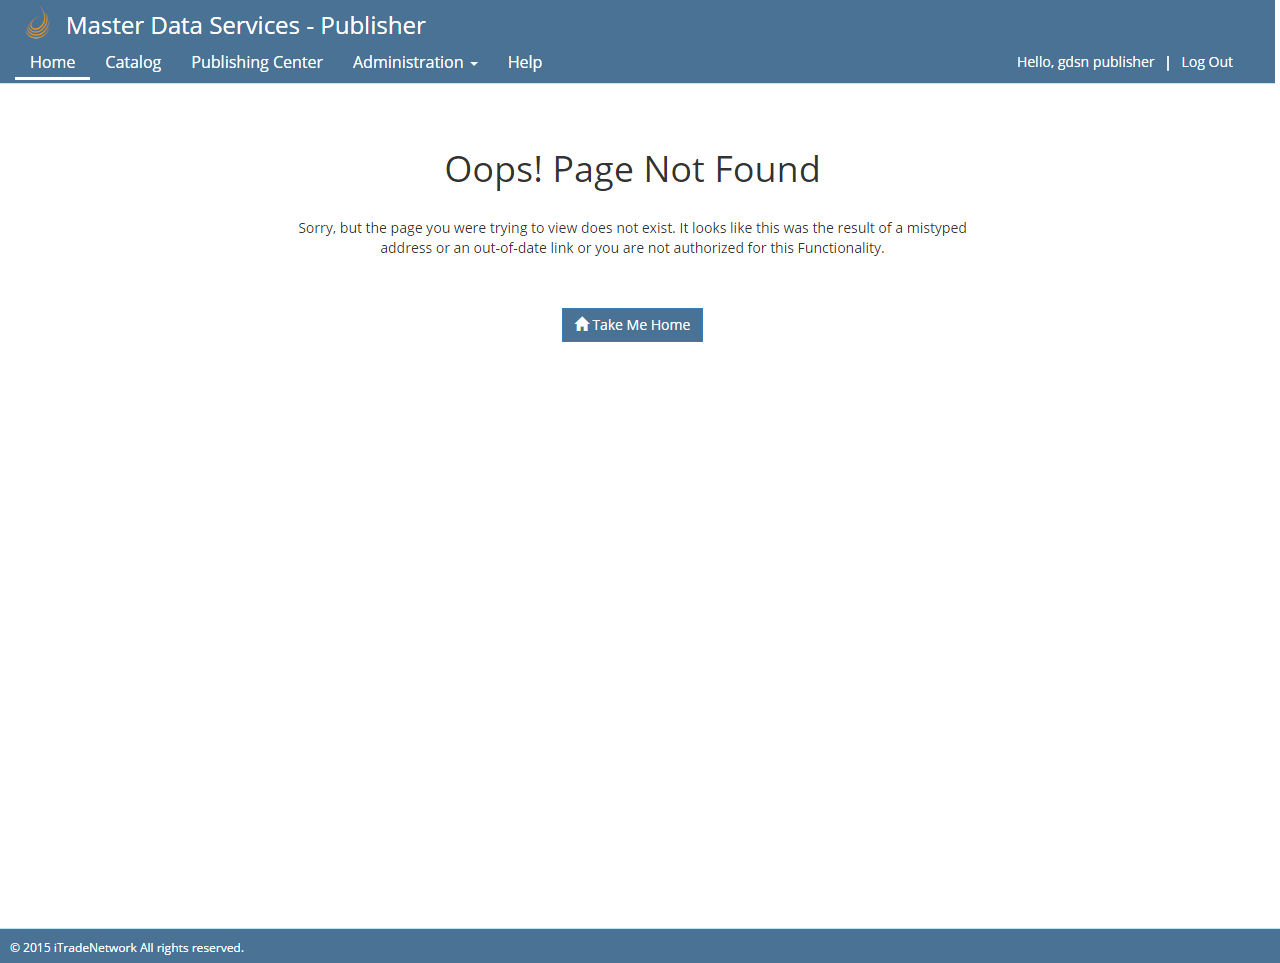 Master Data Services - Publisher
Home Catalog Publishing Center Administration Help Hello, gdsn publisher | Log Out
Oops! Page Not Found
Sorry, but the page you were trying to view does not exist. It looks like this was the result of a mistyped
address or an out-of-date link or you are not authorized for this Functionality.
Take Me Home
© 2015 iTradeNetwork All rights reserved.